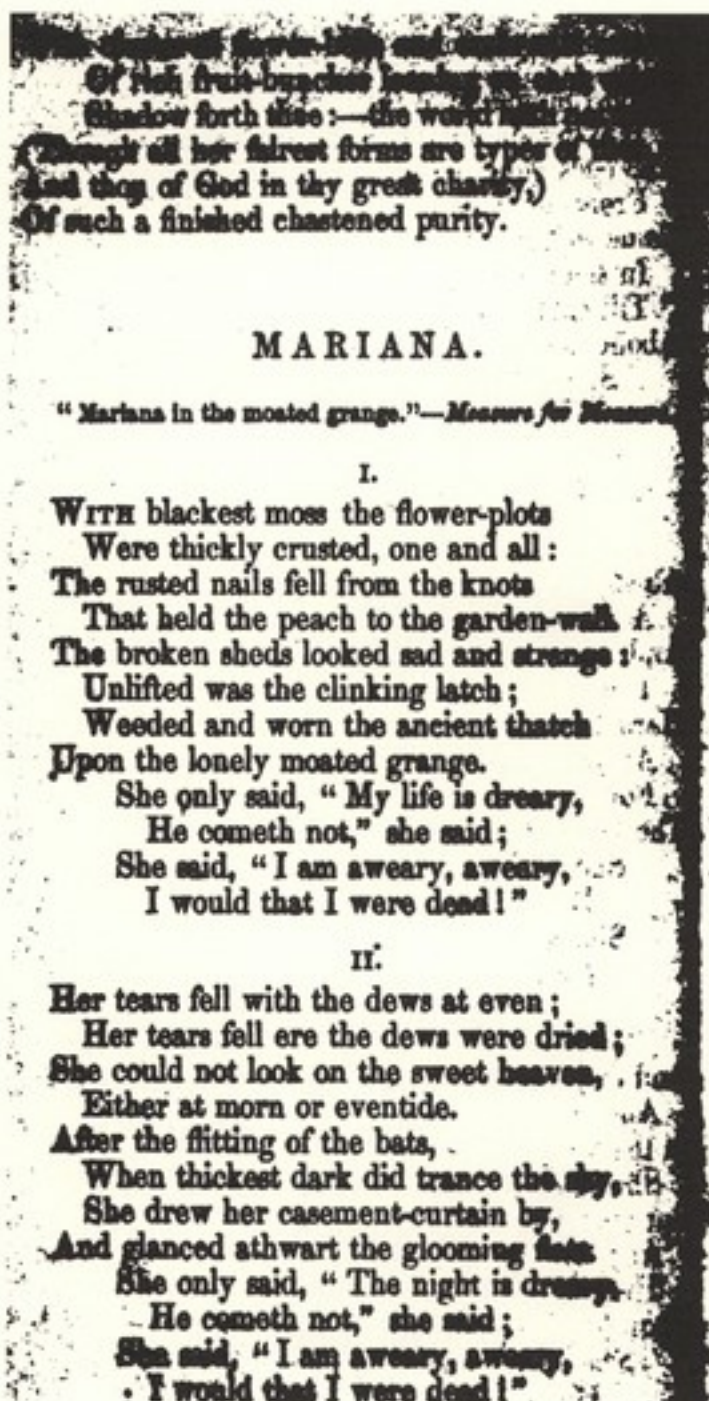 Of rich fruit-bunches leaning on each
Shadow forth thee:—the world hath not
(Though all her fairest forms are types of thee,
And thou of God in thy great charity,)
Of such a finished chastened purity.
MARIANA.
"Mariana in the moated grange."—Measure for Measure.
I.
WITH blackest moss the flower-plots
Were thickly crusted, one and all:
The rusted nails fell from the knots
That held the peach to the garden-wall.
The broken sheds looked sad and strange:
Unlifted was the clinking latch;
Weeded and worn the ancient thatch
Upon the lonely moated grange.
She only said, "My life is dreary,
He cometh not," she said;
She said, "I am aweary, aweary,
I would that I were dead!"
II.
Her tears fell with the dews at even;
Her tears fell ere the dews were dried;
She could not look on the sweet heaven,
Either at morn or eventide.
After the flitting of the bats,
When thickest dark did trance the sky,
She drew her casement-curtain by,
And glanced athwart the glooming flats.
She only said, "The night is dreary,
He cometh not," she said;
She said, "I am aweary, aweary,
I would that I were dead!"